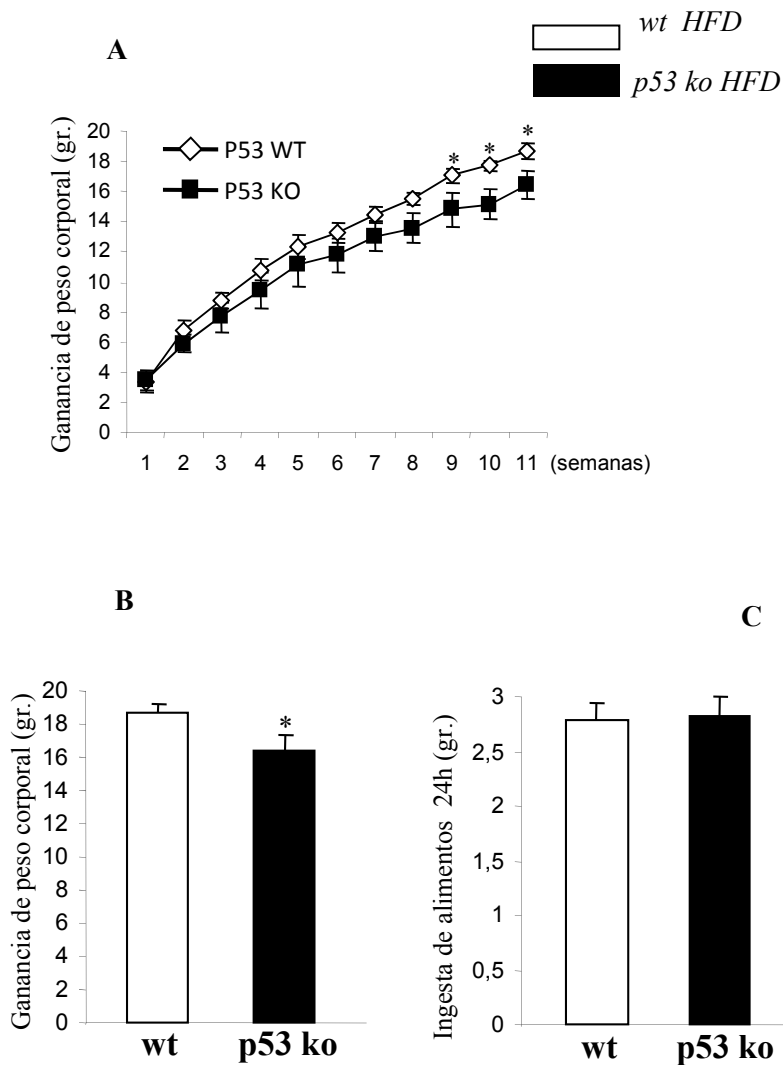 wt HFD
A
p53 ko HFD
Ganancia de peso corporal (gr.)
20
18
16
14
12
10
8
6
4
2
0
P53 WT
P53 KO
* * *
1 2 3 4 5 6 7 8 9 10 11 (semanas)
B
Ganancia de peso corporal (gr.)
20
18
16
14
12
10
8
6
4
2
0
*
wt p53 ko
C
Ingesta de alimentos 24h (gr.)
3
2,5
2
1,5
1
0,5
0
wt p53 ko